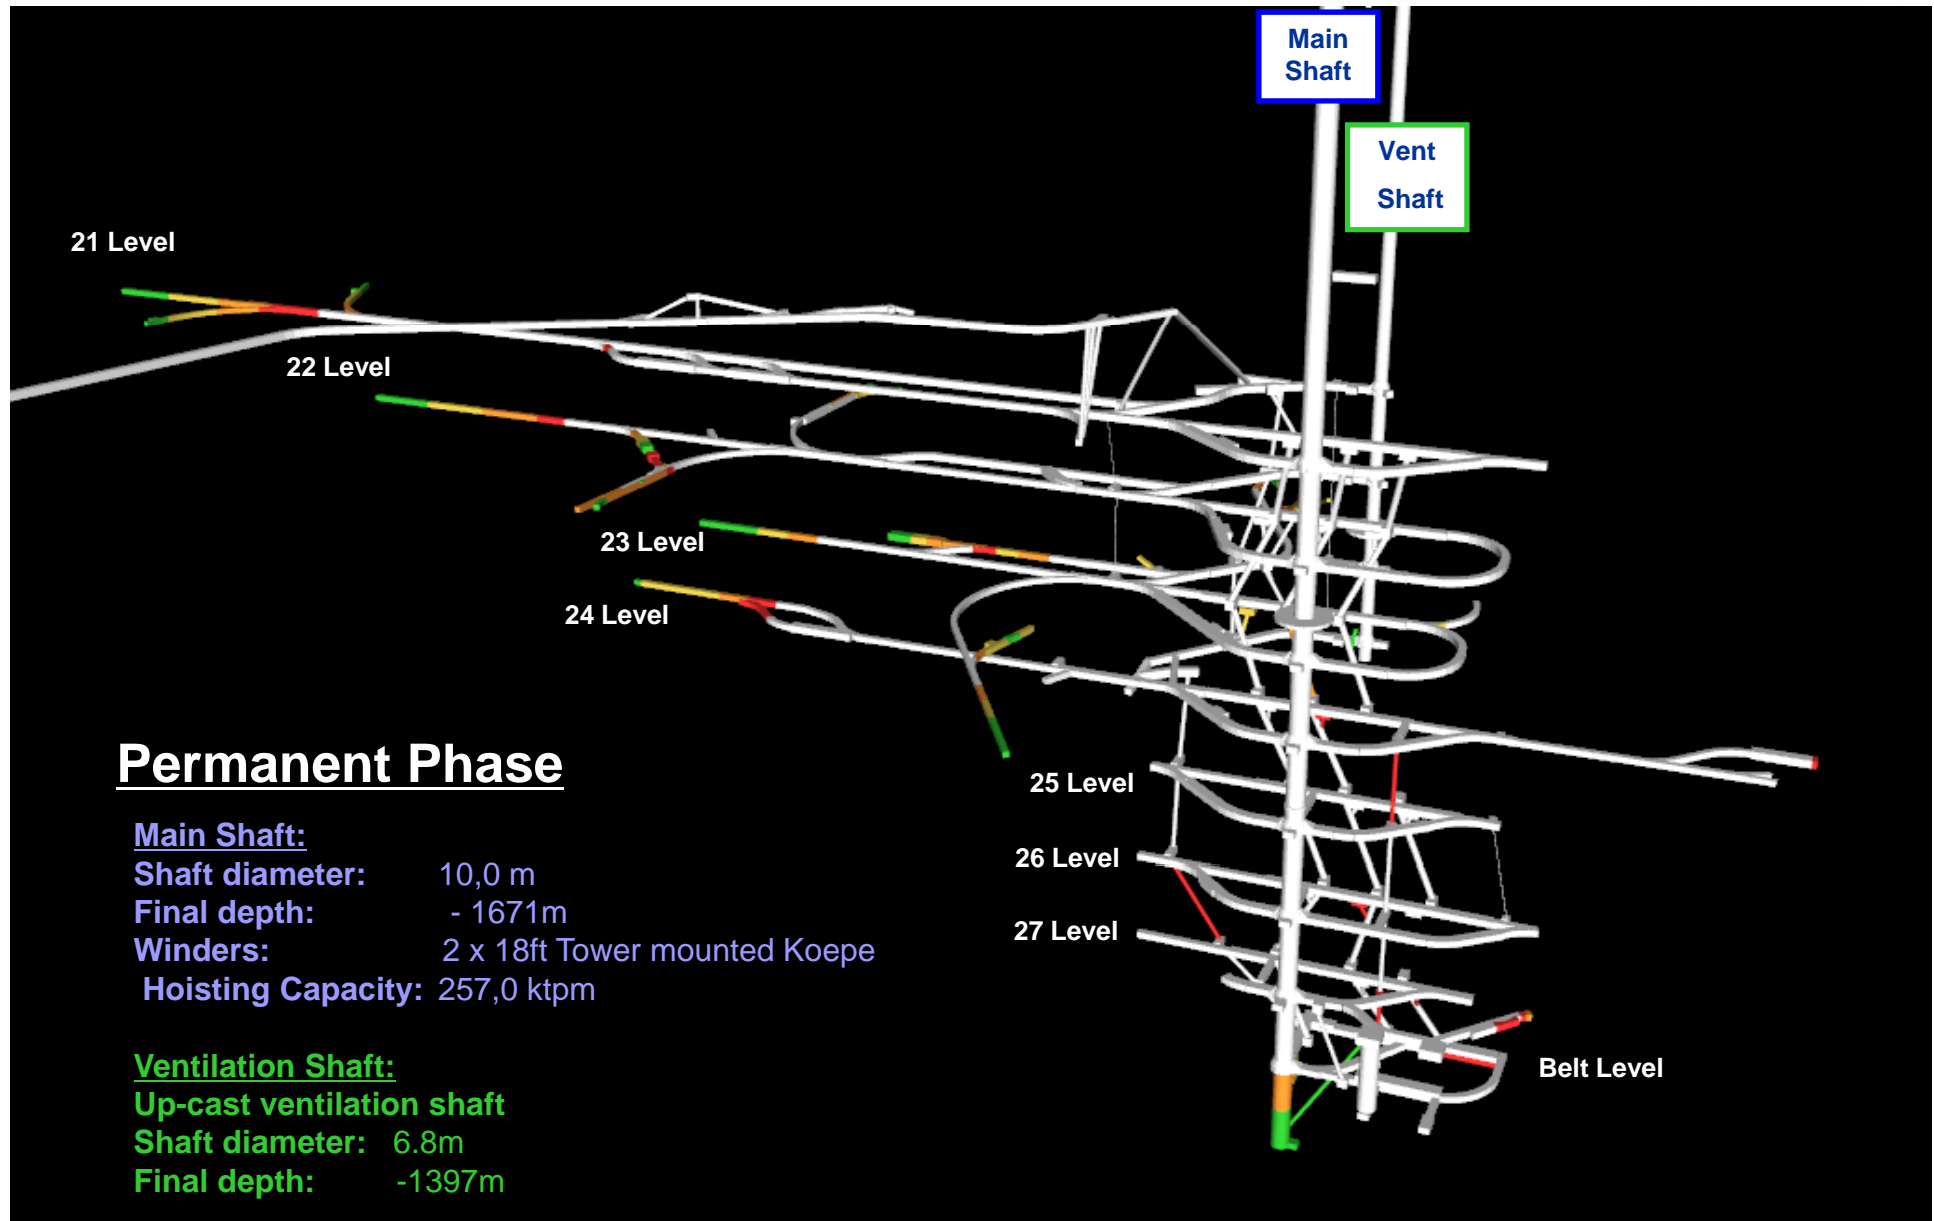 Main
Shaft
Vent
Shaft
21 Level
22 Level
23 Level
24 Level
Permanent Phase
25 Level
Main Shaft:
Shaft diameter: 10,0 m
26 Level
Final depth: - 1671m
27 Level
Winders: 2 x 18ft Tower mounted Koepe
Hoisting Capacity: 257,0 ktpm
Belt Level
Ventilation Shaft:
Up-cast ventilation shaft
Shaft diameter: 6.8m
Final depth: -1397m